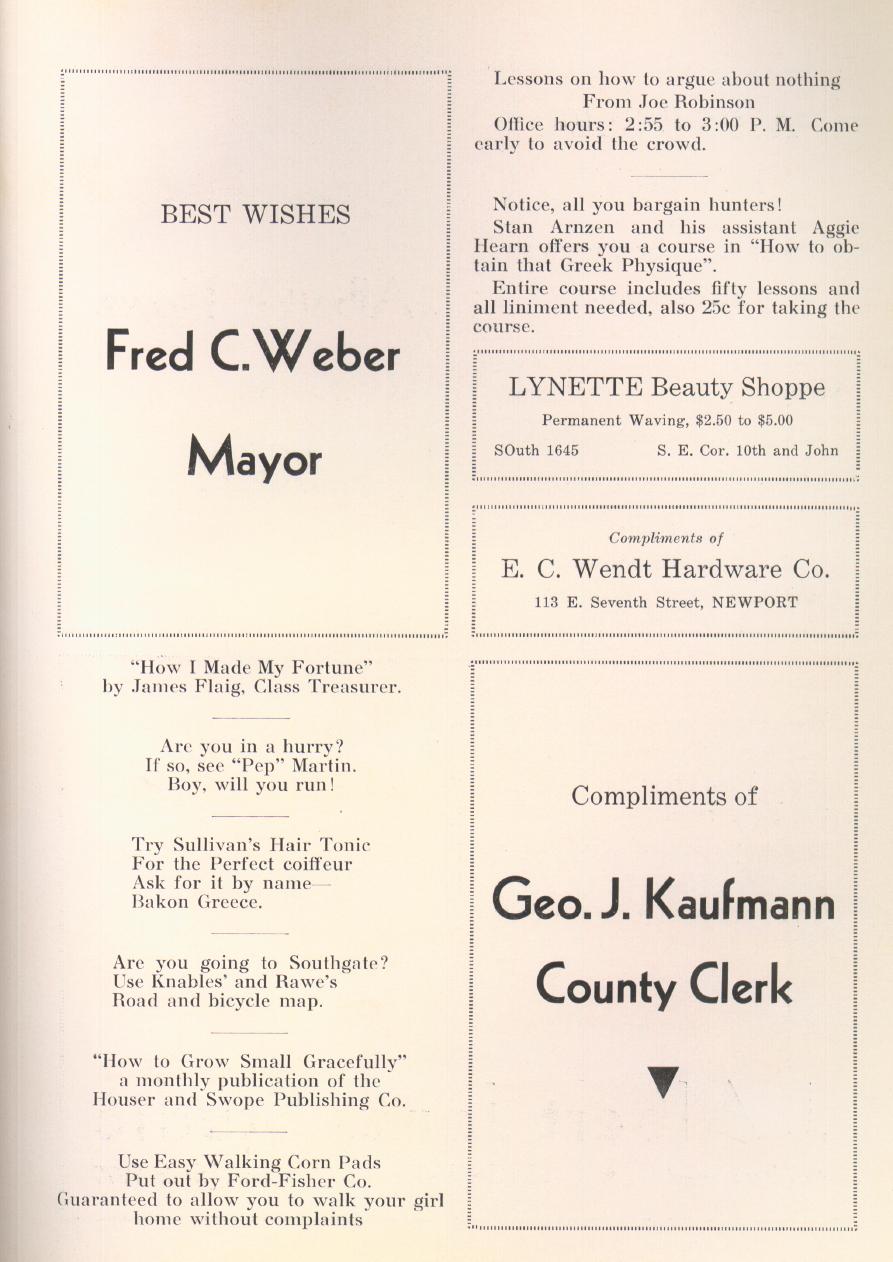 BEST WISHES
Fred C. Weber
Mayor
"How I Made My Fortune"
by James Flaig, Class Treasurer.
Are you in a hurry?
If so, see "Pep" Martin.
Boy, will you run!
Try Sullivan's Hair Tonic
For the Perfect coiffeur
Ask for it by name—
Bakon Greece.
Are you going to Southgate?
Use Knables' and Rawe's
Road and bicycle map.
"How to Grow Small Gracefully"
a monthly publication of the
Houser and Swope Publishing Co.
Use Easy Walking Corn Pads
Put out by Ford-Fisher Co.
Guaranteed to allow you to walk your girl
home without complaints
Lessons on how to argue about nothing
From Joe Robinson
Office hours: 2:55 to 3:00 P. M. Come
early to avoid the crowd.
Notice, all you bargain hunters!
Stan Arnzen and his assistant Aggie
Hearn offers you a course in "How to ob-
tain that Greek Physique".
Entire course includes fifty lessons and
all liniment needed, also 25c for taking the
course.
LYNETTE Beauty Shoppe
Permanent Waving, $2.50 to $5.00
SOuth 1645 S. E. Cor. 10th and John
Compliments of
E. C. Wendt Hardware Co.
113 E. Seventh Street, NEWPORT
Compliments of
Geo. J. Kaufmann
County Clerk